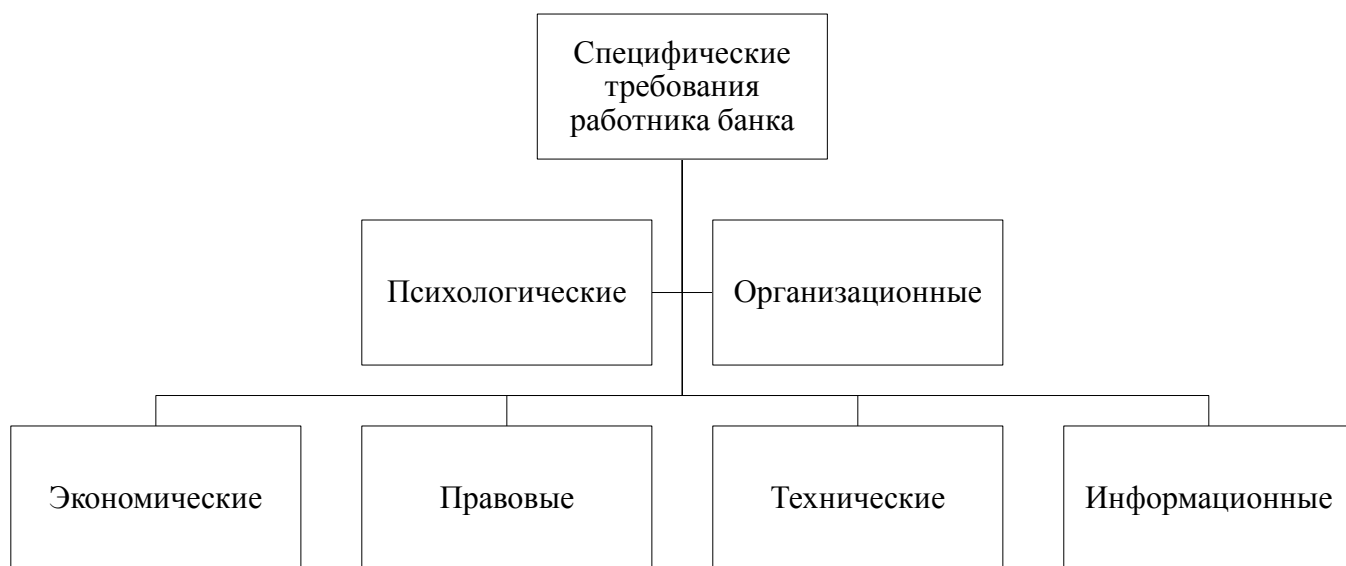 Специфические
требования
работника банка
Психологические
Организационные
Экономические
Правовые
Технические
Информационные